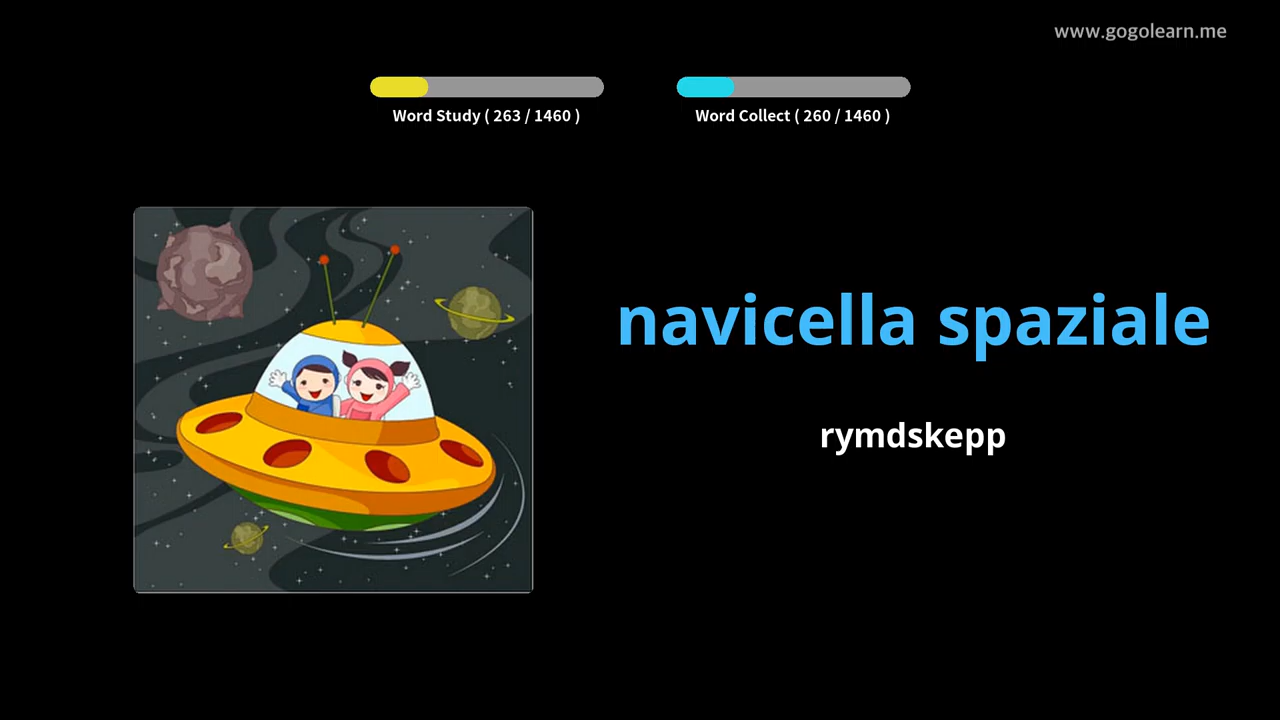 www.gogolearn.me
Word Study ( 263 / 1460 )
Word Collect ( 260 / 1460 )
navicella spaziale
rymdskepp